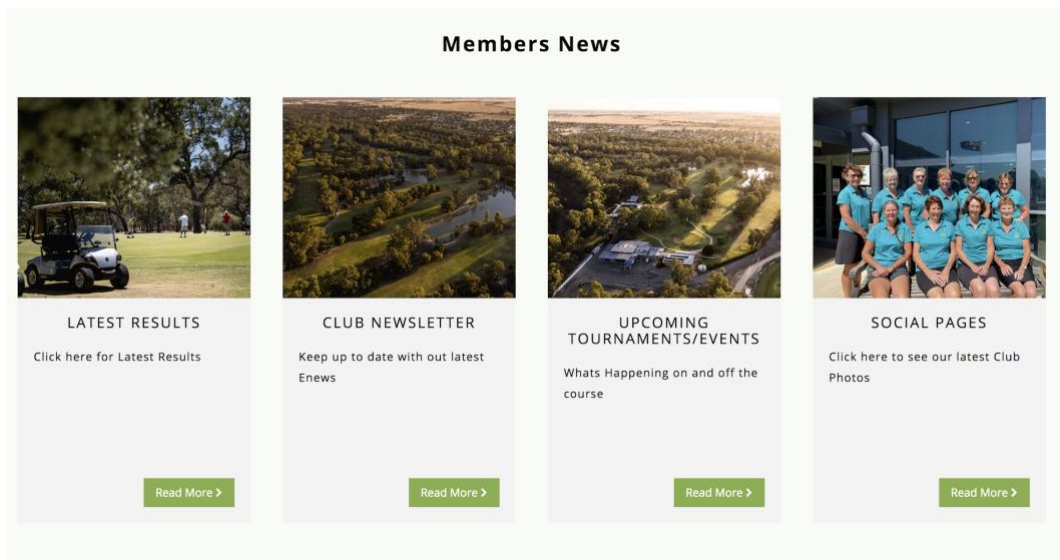 Members News
LATEST RESULTS
Click here for Latest Results
Read More
CLUB NEWSLETTER
Keep up to date with out latest
Enews
Read More
UPCOMING
TOURNAMENTS/EVENTS
Whats Happening on and off the
course
Read More
SOCIAL PAGES
Click here to see our latest Club
Photos
Read More